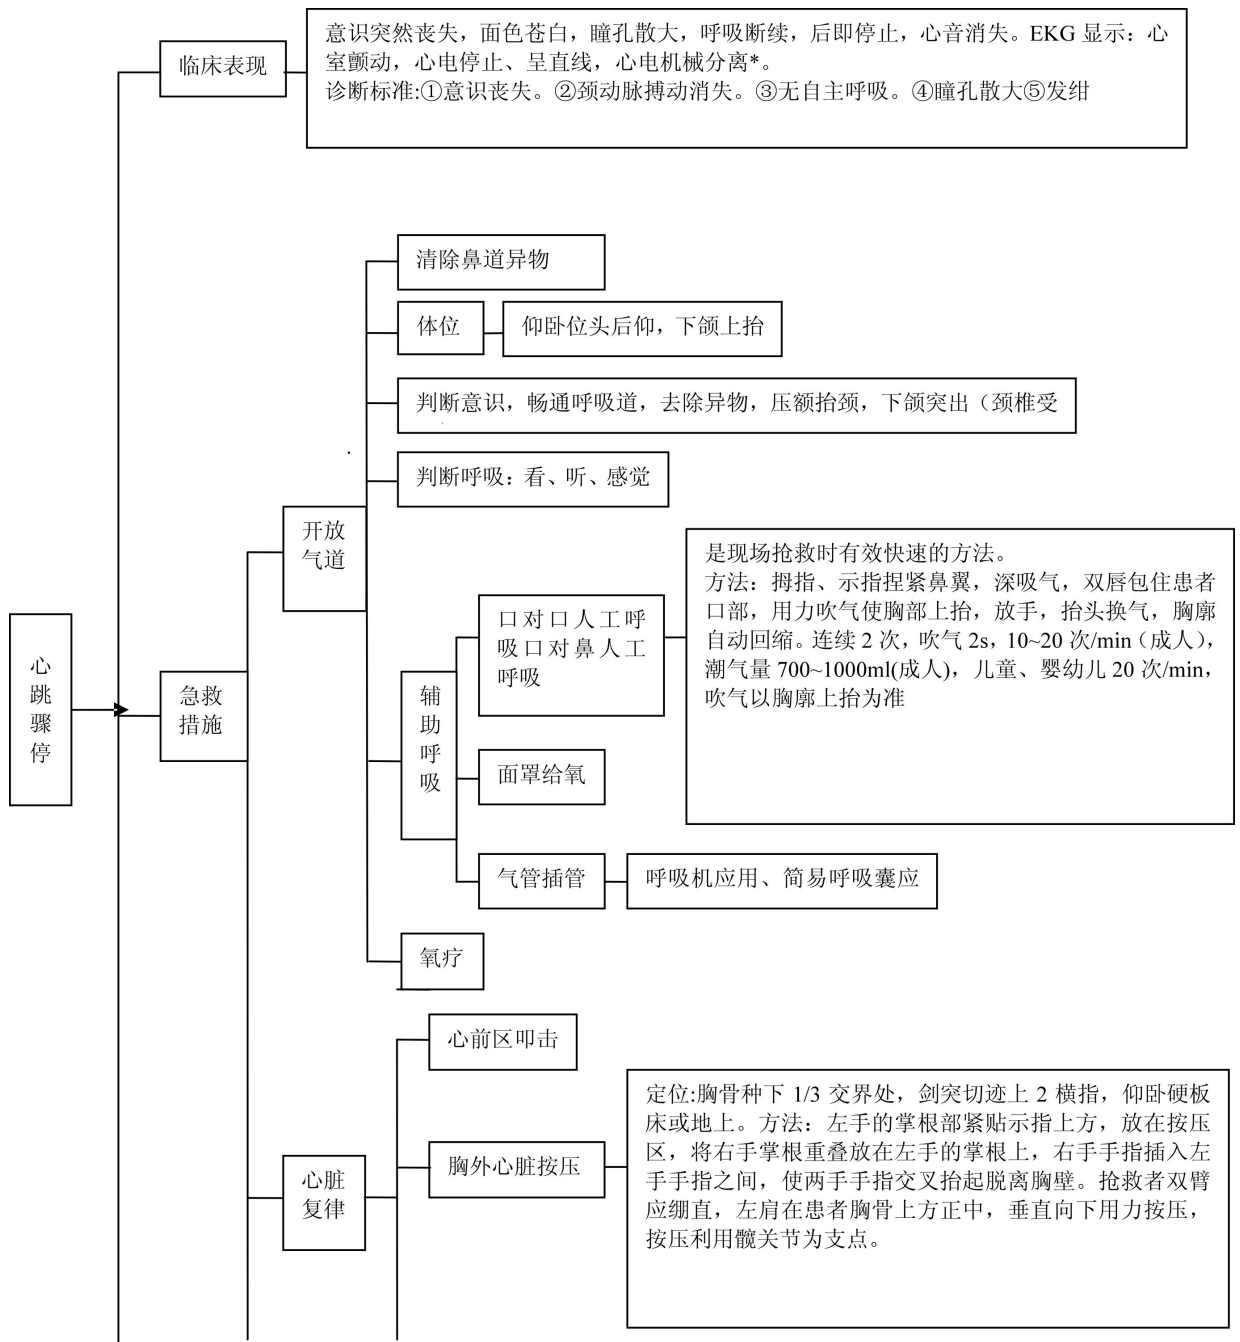 意识突然丧失，面色苍白，瞳孔散大，呼吸断续，后即停止，心音消失。EKG 显示：心
室颤动，心电停止、呈直线，心电机械分离*。
诊断标准:①意识丧失。②颈动脉搏动消失。③无自主呼吸。④瞳孔散大⑤发绀
临床表现
清除鼻道异物
体位
仰卧位头后仰，下颌上抬
判断意识，畅通呼吸道，去除异物，压额抬颈，下颌突出（颈椎受
判断呼吸：看、听、感觉
开放
气道
是现场抢救时有效快速的方法。
方法：拇指、示指捏紧鼻翼，深吸气，双唇包住患者
口部，用力吹气使胸部上抬，放手，抬头换气，胸廓
自动回缩。连续 2 次，吹气 2s，10~20 次/min（成人），
潮气量 700~1000ml(成人)，儿童、婴幼儿 20 次/min，
吹气以胸廓上抬为准
口对口人工呼
吸口对鼻人工
呼吸
心
跳
骤
停
急救
措施
辅
助
呼
吸
面罩给氧
气管插管
呼吸机应用、简易呼吸囊应
氧疗
心前区叩击
定位:胸骨种下 1/3 交界处，剑突切迹上 2 横指，仰卧硬板
床或地上。方法：左手的掌根部紧贴示指上方，放在按压
区，将右手掌根重叠放在左手的掌根上，右手手指插入左
手手指之间，使两手手指交叉抬起脱离胸壁。抢救者双臂
应绷直，左肩在患者胸骨上方正中，垂直向下用力按压，
按压利用髋关节为支点。
胸外心脏按压
心脏
复律